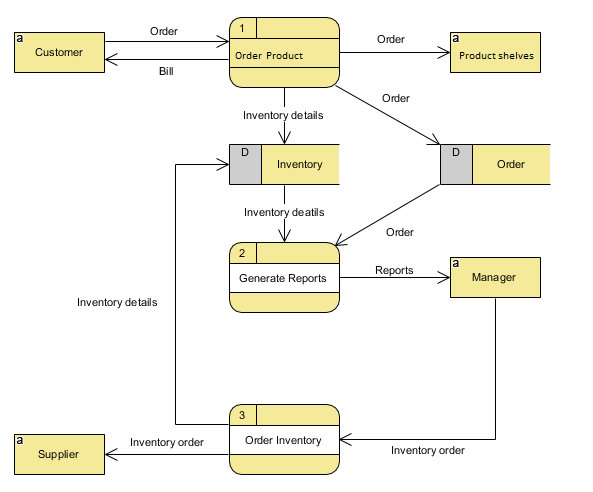 a
Customer
Order
Bill
1
Order Product
Order
a
Product shelves
Inventory details
Order
D
Inventory
D
Order
Inventory deatils
Order
2
Generate Reports
Reports
a
Manager
Inventory details
3
Order Inventory
Inventory order
a
Supplier
Inventory order